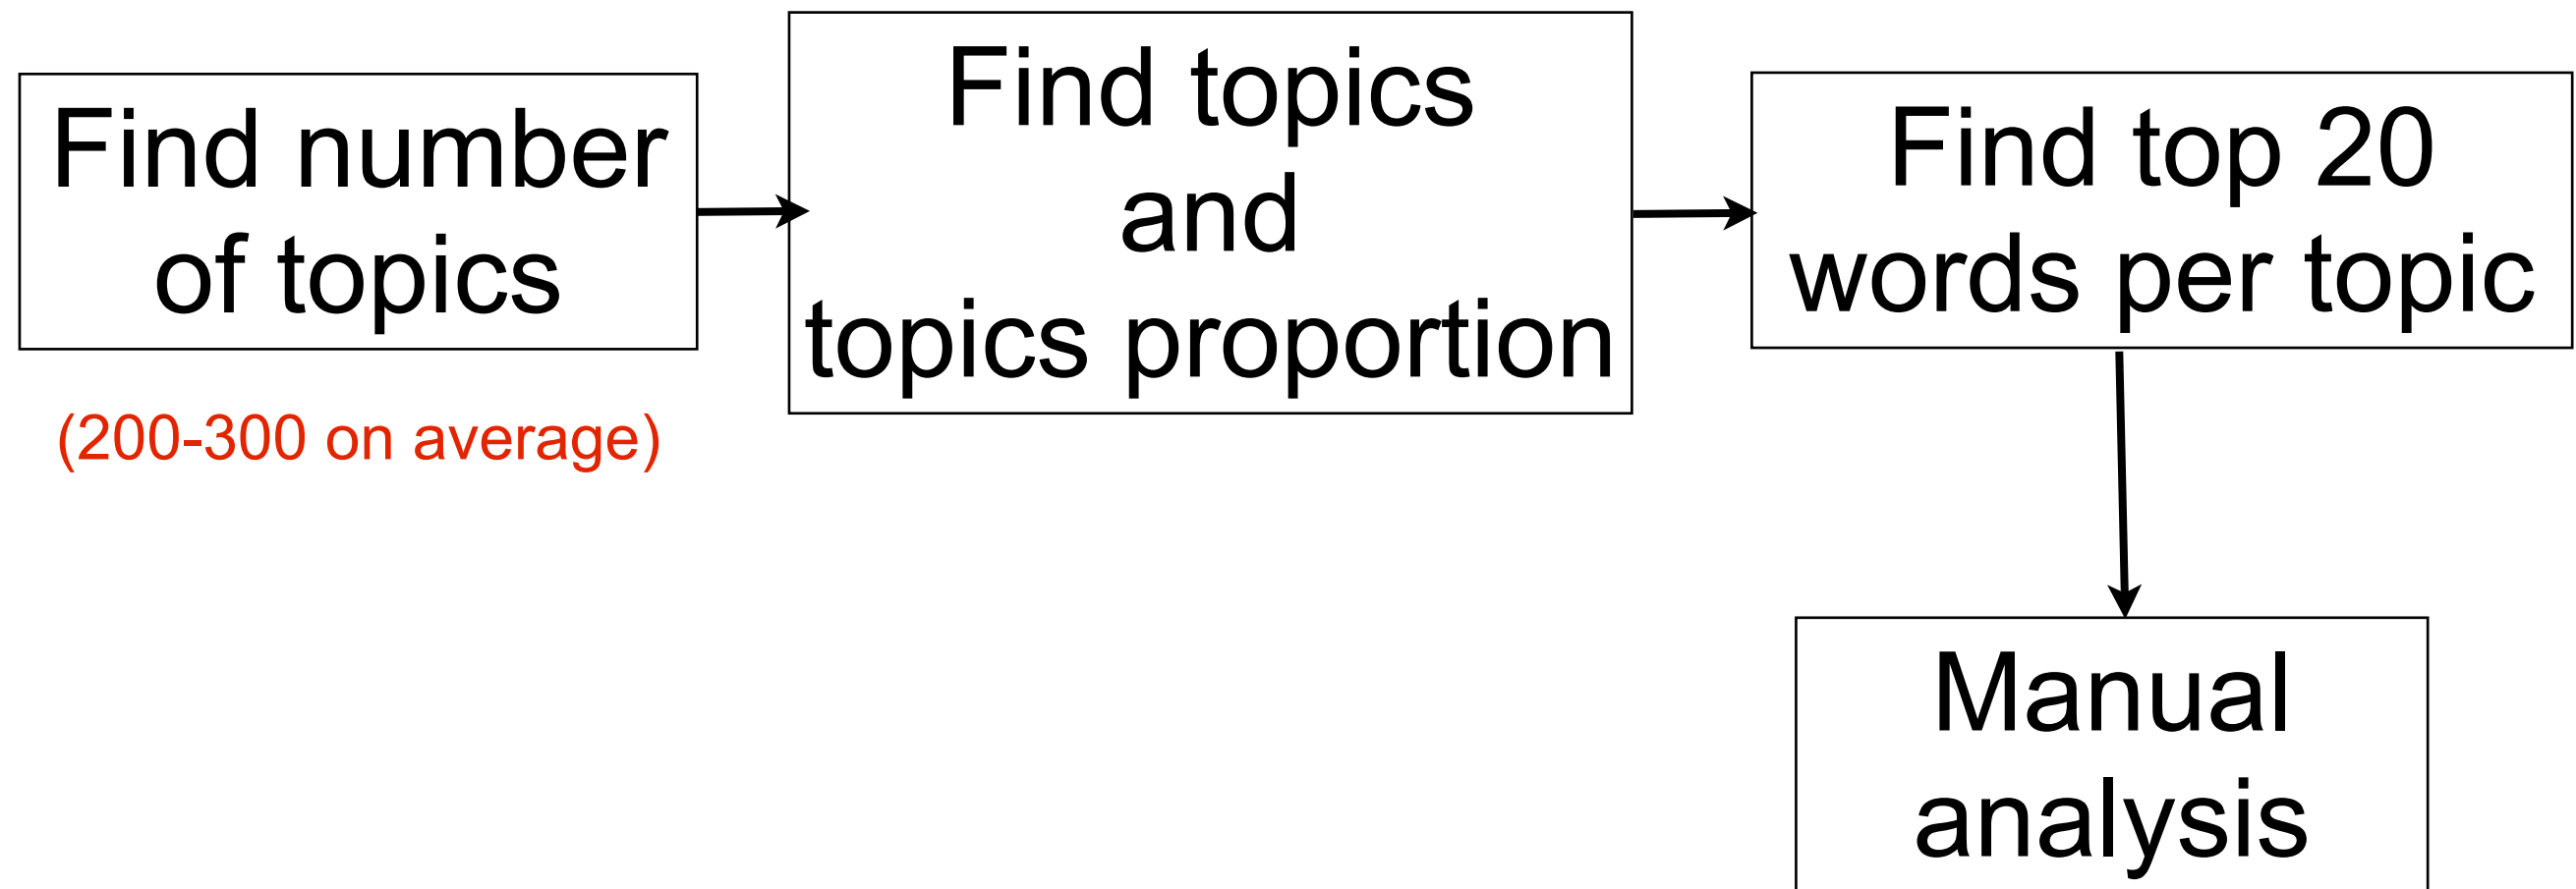 Find number
of topics
(200-300 on average)
Find topics
and
topics proportion
Find top 20
words per topic
Manual
analysis